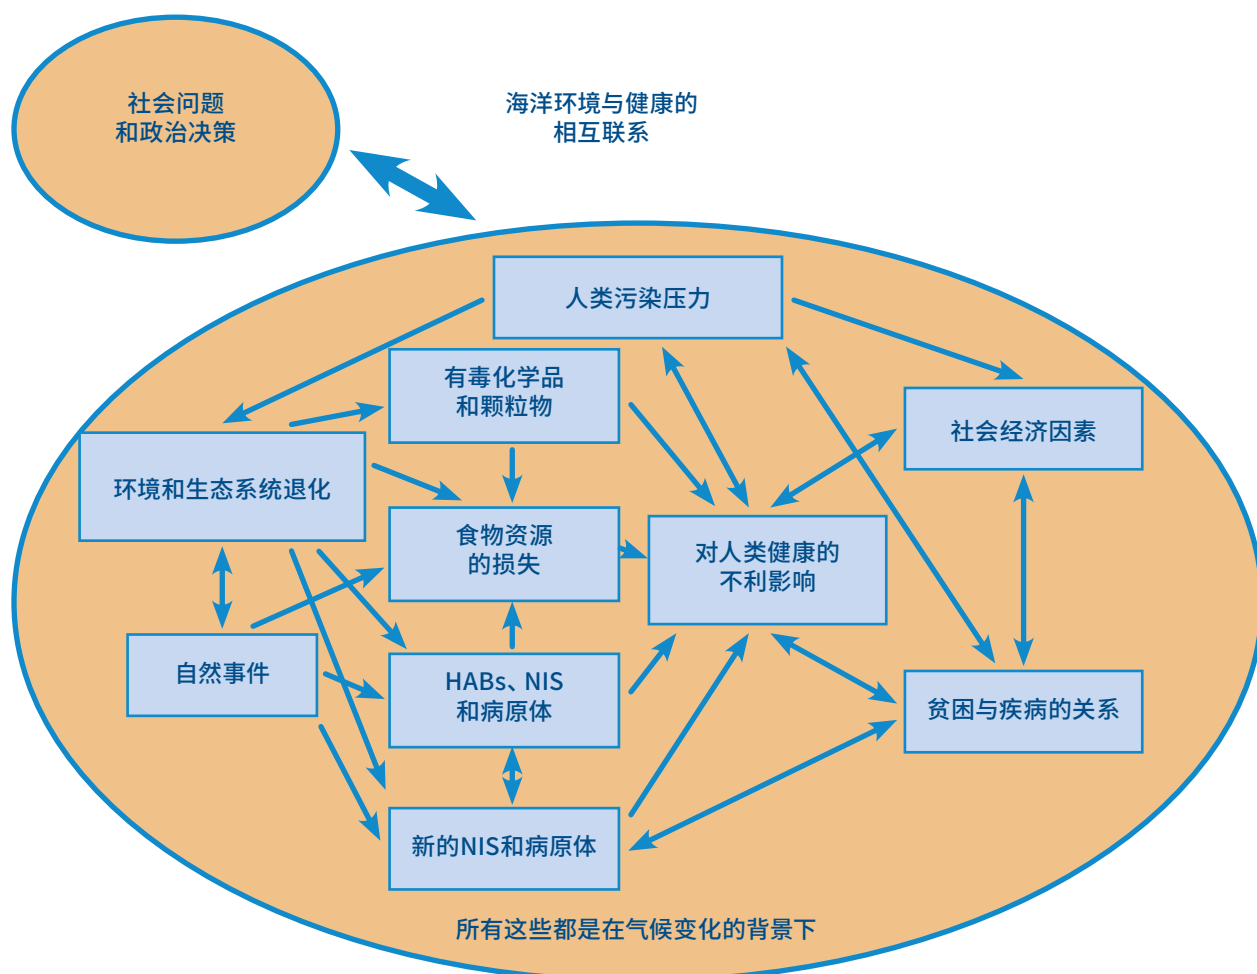 社会问题
和政治决策
海洋环境与健康的
相互联系
人类污染压力
有毒化学品
和颗粒物
社会经济因素
环境和生态系统退化
食物资源
的损失
对人类健康的
不利影响
自然事件
HABs、NIS
和病原体
贫困与疾病的关系
新的NIS和病原体
所有这些都是在气候变化的背景下